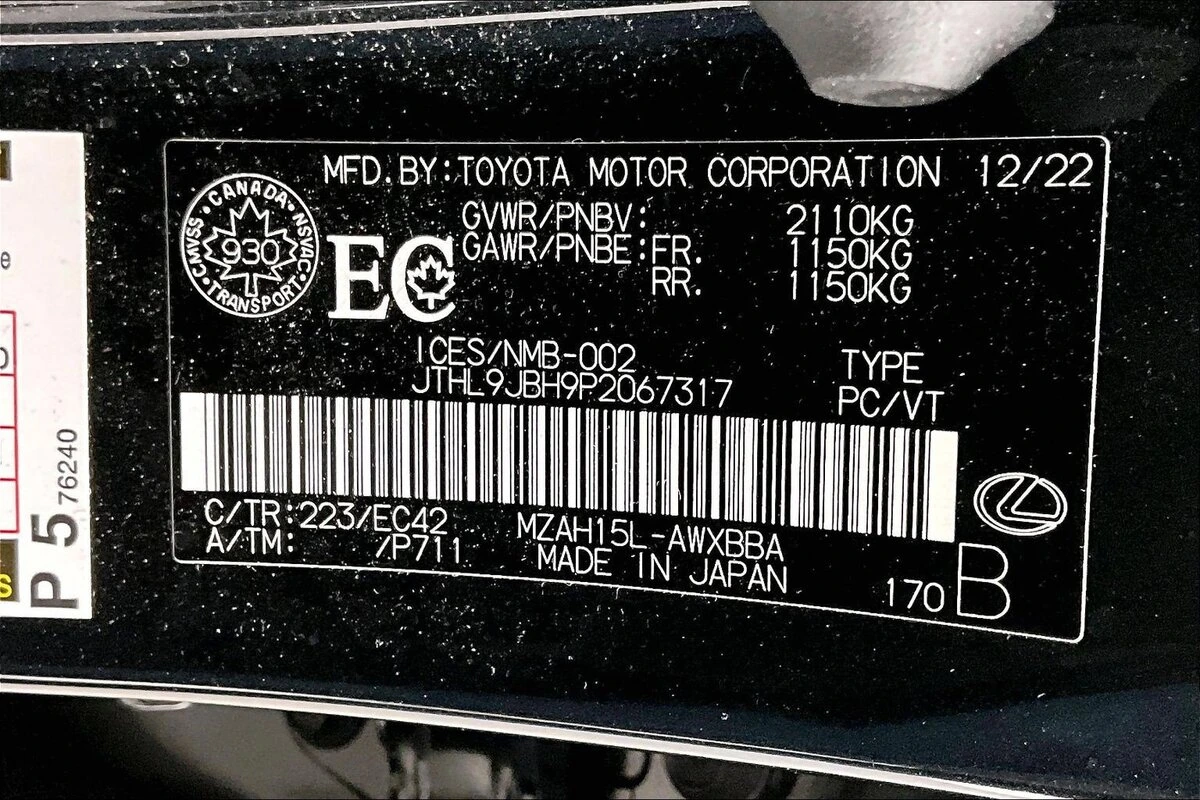 MFD.BY:TOYOTA MOTOR CORPORATION 12/22
CMVSS • CANADA • NSVAC • TRANSPORT
930
EC
GVWR/PNBV: 2110KG
GAWR/PNBE:FR. 1150KG
RR. 1150KG
ICES/NMB-002
JTHL9JBH9P2067317
TYPE
PC/VT
C/TR:223/EC42
A/TM: /P711
MZAH15L-AWXBBA
MADE IN JAPAN
170 B
P 5 76240
e
S